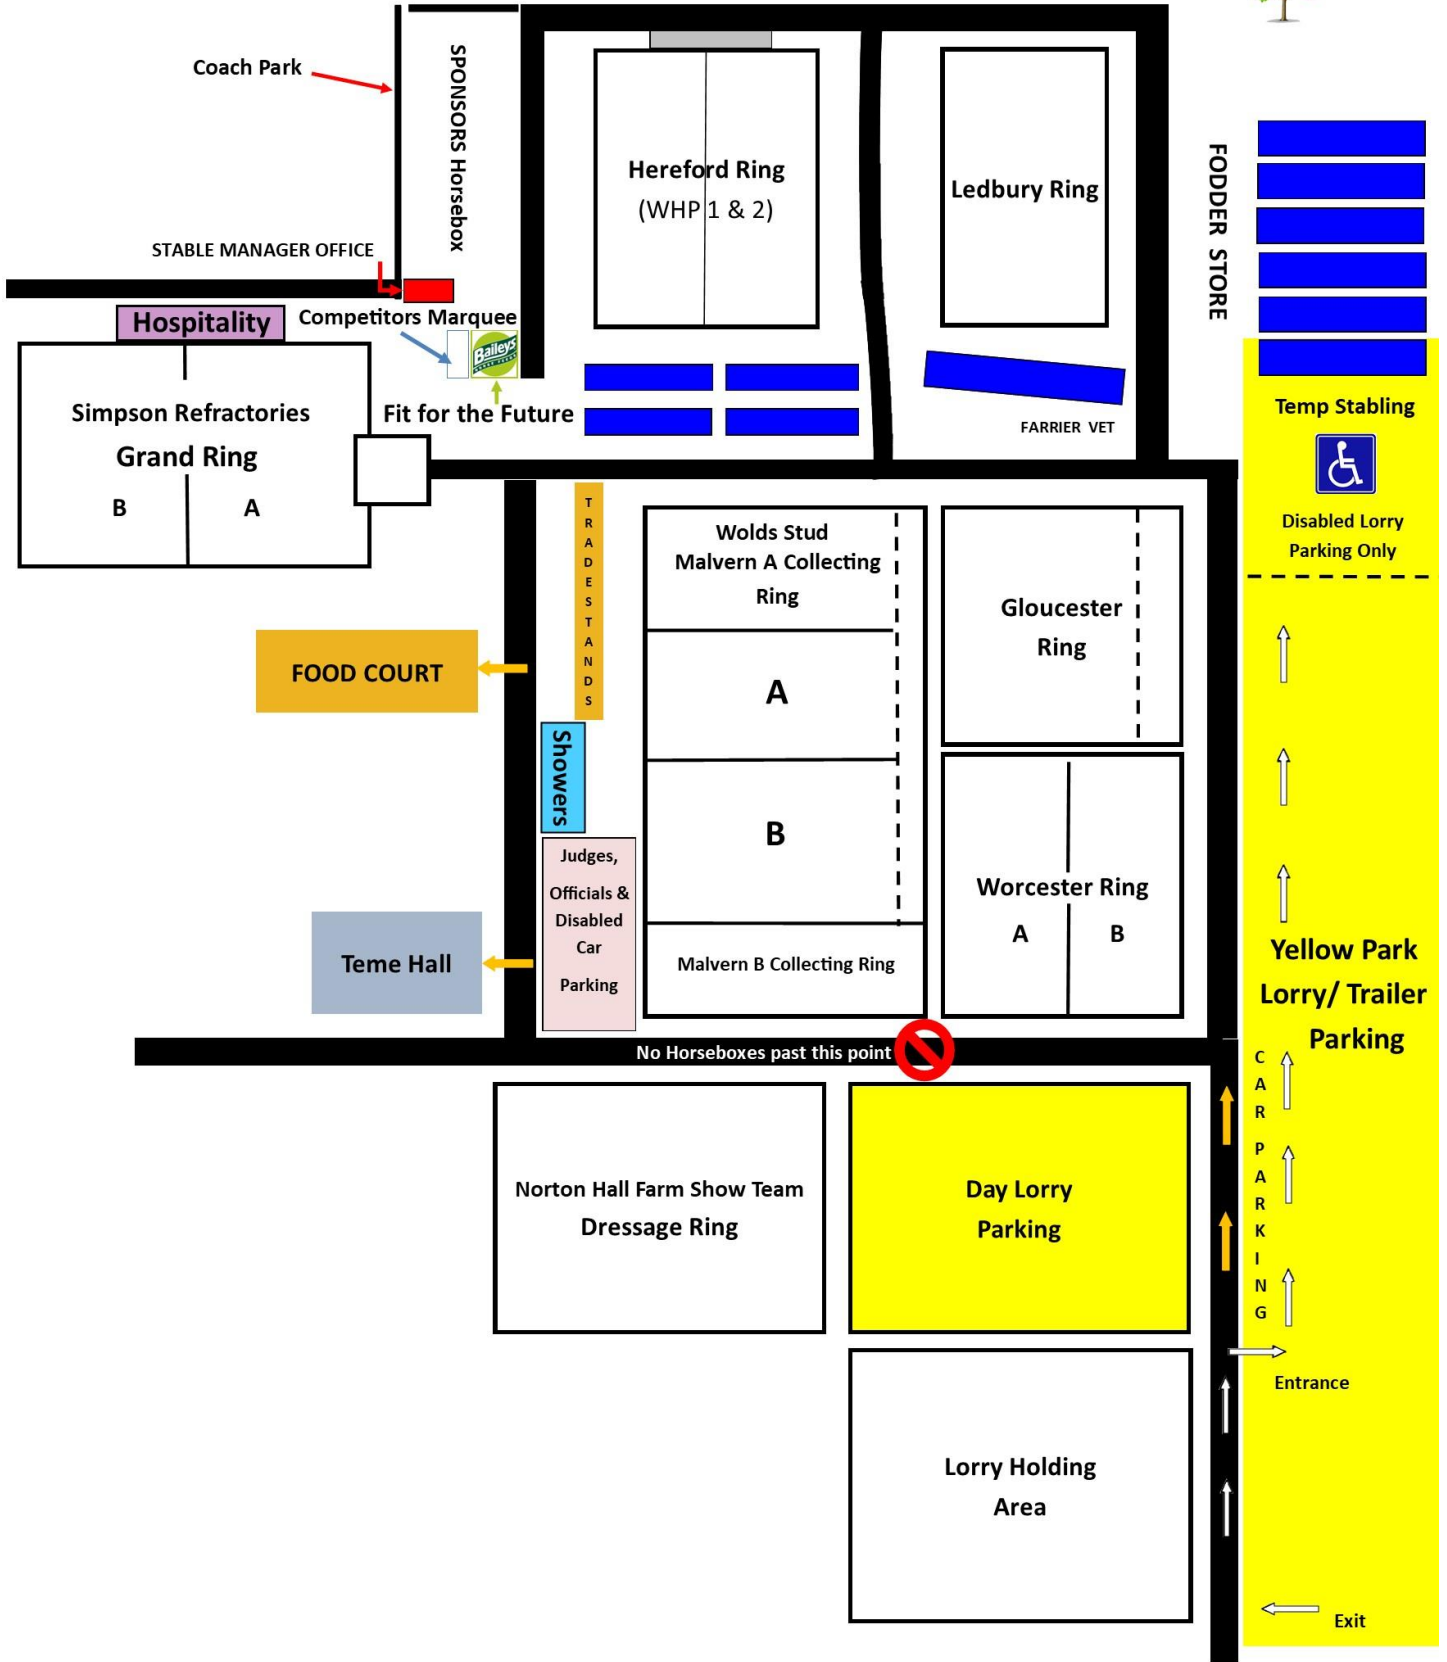 Coach Park
SPONSORS Horsebox
STABLE MANAGER OFFICE
Hospitality
Competitors Marquee
Baileys
HORSE FEEDS
Fit for the Future
Simpson Refractories
Grand Ring
B
A
Hereford Ring
(WHP 1 & 2)
Ledbury Ring
FARRIER VET
FODDER STORE
Temp Stabling
Disabled Lorry
Parking Only
TRADESTANDS
Wolds Stud
Malvern A Collecting
Ring
A
B
Malvern B Collecting Ring
Gloucester
Ring
Worcester Ring
A
B
FOOD COURT
Showers
Judges,
Officials &
Disabled
Car
Parking
Teme Hall
No Horseboxes past this point
Yellow Park
Lorry/ Trailer
Parking
CAR PARKING
Norton Hall Farm Show Team
Dressage Ring
Day Lorry
Parking
Entrance
Lorry Holding
Area
Exit